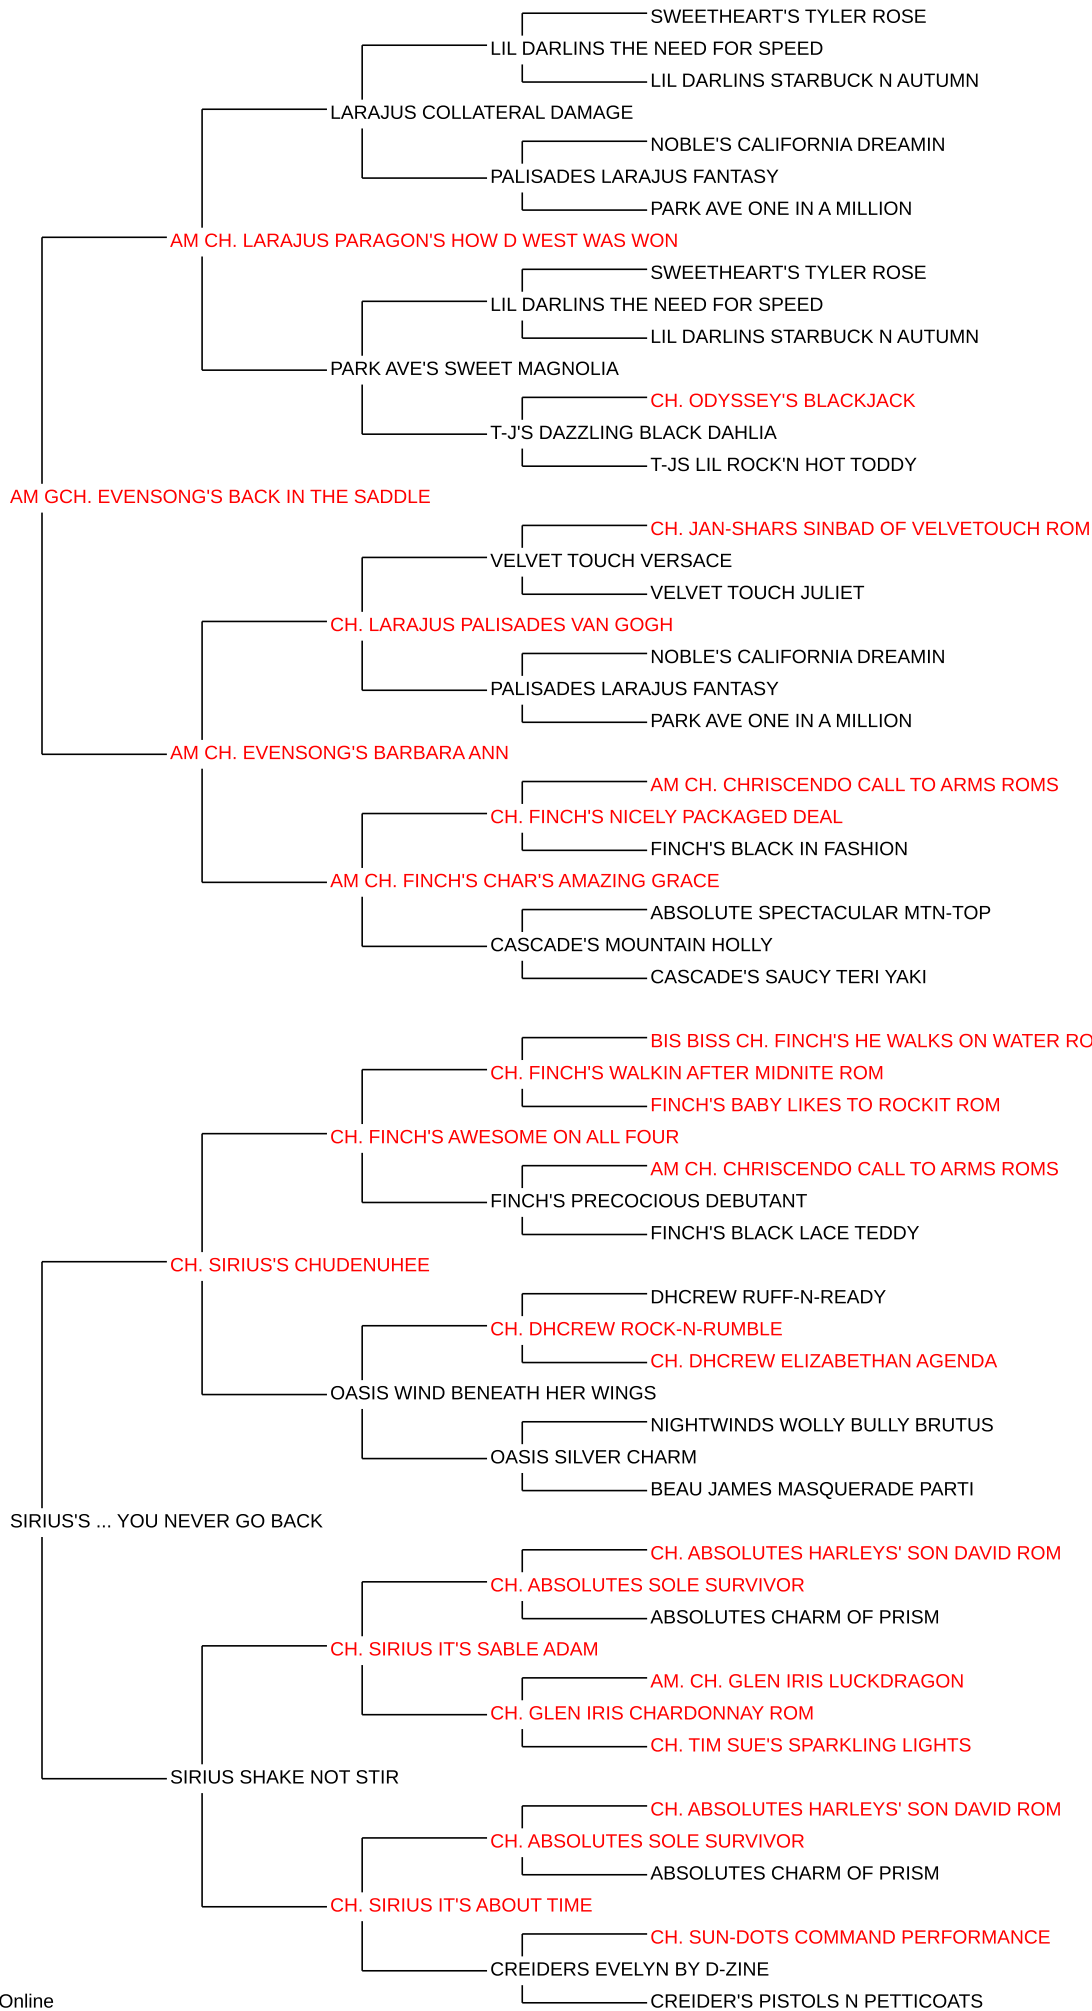 SWEETHEART'S TYLER ROSE
LIL DARLINS THE NEED FOR SPEED
LIL DARLINS STARBUCK N AUTUMN
LARAJUS COLLATERAL DAMAGE
NOBLE'S CALIFORNIA DREAMIN
PALISADES LARAJUS FANTASY
PARK AVE ONE IN A MILLION
AM CH. LARAJUS PARAGON'S HOW D WEST WAS WON
SWEETHEART'S TYLER ROSE
LIL DARLINS THE NEED FOR SPEED
LIL DARLINS STARBUCK N AUTUMN
PARK AVE'S SWEET MAGNOLIA
CH. ODYSSEY'S BLACKJACK
T-J'S DAZZLING BLACK DAHLIA
T-JS LIL ROCK'N HOT TODDY
AM GCH. EVENSONG'S BACK IN THE SADDLE
CH. JAN-SHARS SINBAD OF VELVETOUCH ROM
VELVET TOUCH VERSACE
VELVET TOUCH JULIET
CH. LARAJUS PALISADES VAN GOGH
NOBLE'S CALIFORNIA DREAMIN
PALISADES LARAJUS FANTASY
PARK AVE ONE IN A MILLION
AM CH. EVENSONG'S BARBARA ANN
AM CH. CHRISCENDO CALL TO ARMS ROMS
CH. FINCH'S NICELY PACKAGED DEAL
FINCH'S BLACK IN FASHION
AM CH. FINCH'S CHAR'S AMAZING GRACE
ABSOLUTE SPECTACULAR MTN-TOP
CASCADE'S MOUNTAIN HOLLY
CASCADE'S SAUCY TERI YAKI
BIS BISS CH. FINCH'S HE WALKS ON WATER RO
CH. FINCH'S WALKIN AFTER MIDNITE ROM
FINCH'S BABY LIKES TO ROCKIT ROM
CH. FINCH'S AWESOME ON ALL FOUR
AM CH. CHRISCENDO CALL TO ARMS ROMS
FINCH'S PRECOCIOUS DEBUTANT
FINCH'S BLACK LACE TEDDY
CH. SIRIUS'S CHUDENUHEE
DHCREW RUFF-N-READY
CH. DHCREW ROCK-N-RUMBLE
CH. DHCREW ELIZABETHAN AGENDA
OASIS WIND BENEATH HER WINGS
NIGHTWINDS WOLLY BULLY BRUTUS
OASIS SILVER CHARM
BEAU JAMES MASQUERADE PARTI
SIRIUS'S ... YOU NEVER GO BACK
CH. ABSOLUTES HARLEYS' SON DAVID ROM
CH. ABSOLUTES SOLE SURVIVOR
ABSOLUTES CHARM OF PRISM
CH. SIRIUS IT'S SABLE ADAM
AM. CH. GLEN IRIS LUCKDRAGON
CH. GLEN IRIS CHARDONNAY ROM
CH. TIM SUE'S SPARKLING LIGHTS
SIRIUS SHAKE NOT STIR
CH. ABSOLUTES HARLEYS' SON DAVID ROM
CH. ABSOLUTES SOLE SURVIVOR
ABSOLUTES CHARM OF PRISM
CH. SIRIUS IT'S ABOUT TIME
CH. SUN-DOTS COMMAND PERFORMANCE
CREIDERS EVELYN BY D-ZINE
CREIDER'S PISTOLS N PETTICOATS
Online